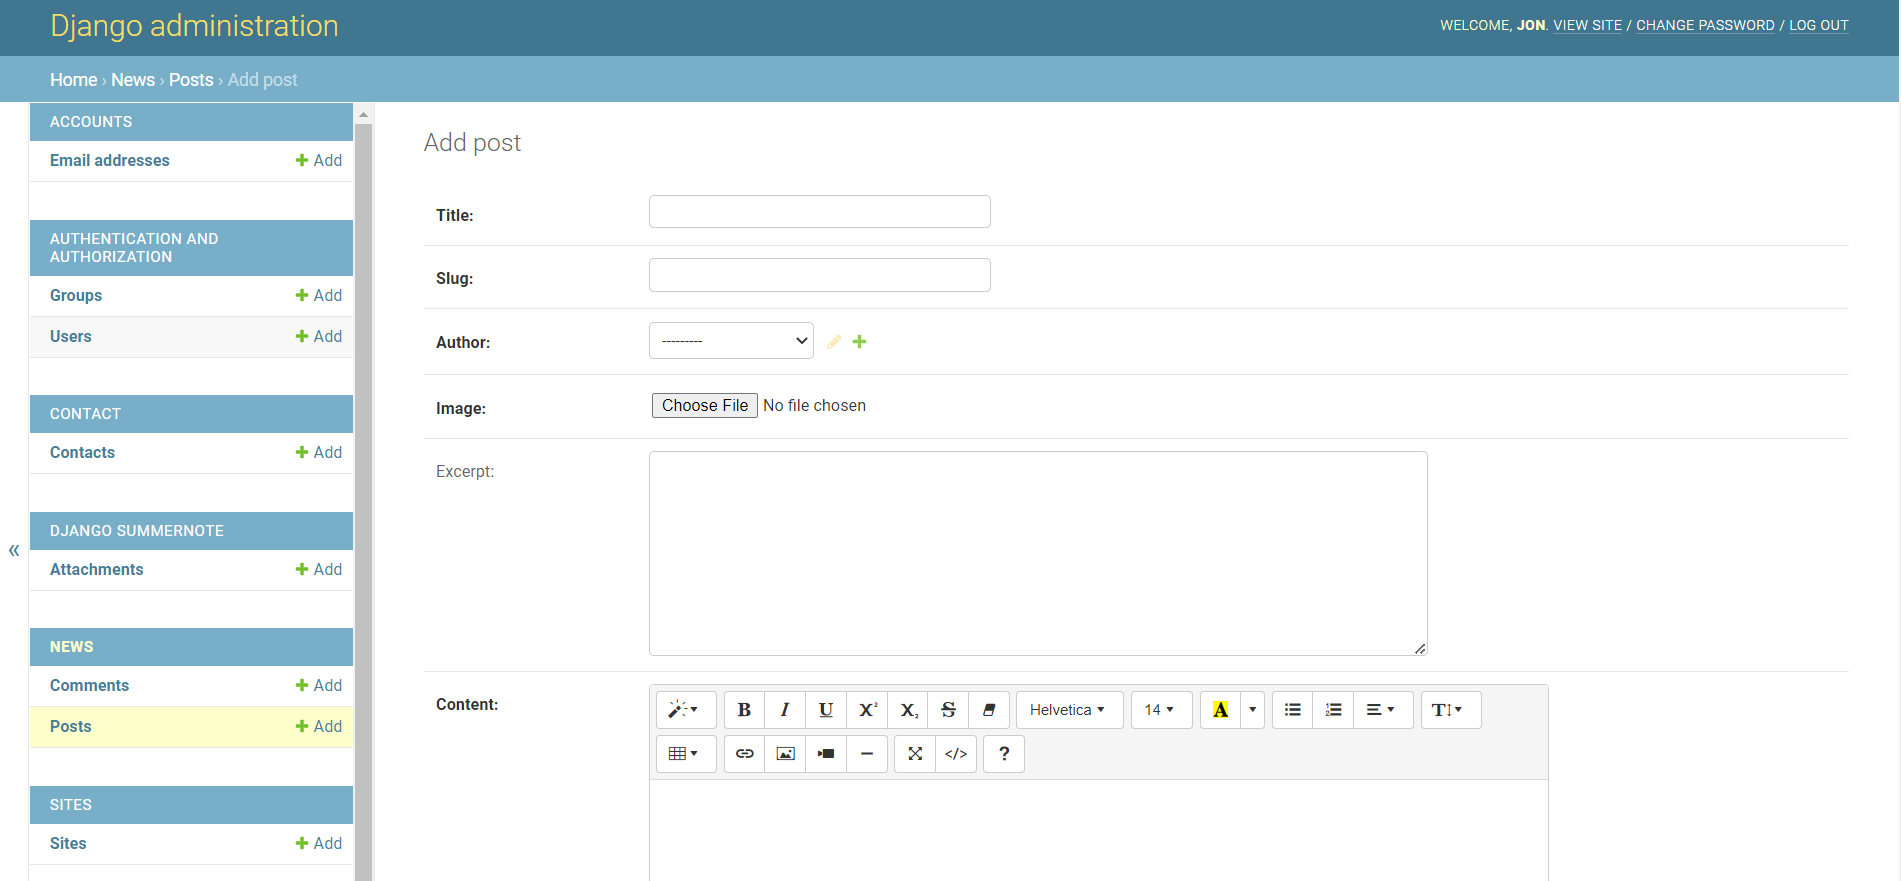 Django administration
WELCOME, JON. VIEW SITE / CHANGE PASSWORD / LOG OUT
Home › News › Posts › Add post
ACCOUNTS
Email addresses
Add
AUTHENTICATION AND
AUTHORIZATION
Groups
Add
Users
Add
CONTACT
Contacts
Add
DJANGO SUMMERNOTE
Attachments
Add
NEWS
Comments
Add
Posts
Add
SITES
Sites
Add
«
Add post
Title:
Slug:
Author:
---------
Image:
Choose File No file chosen
Excerpt:
Content:
B I U X² X₂ S Helvetica 14 A T
</> ?